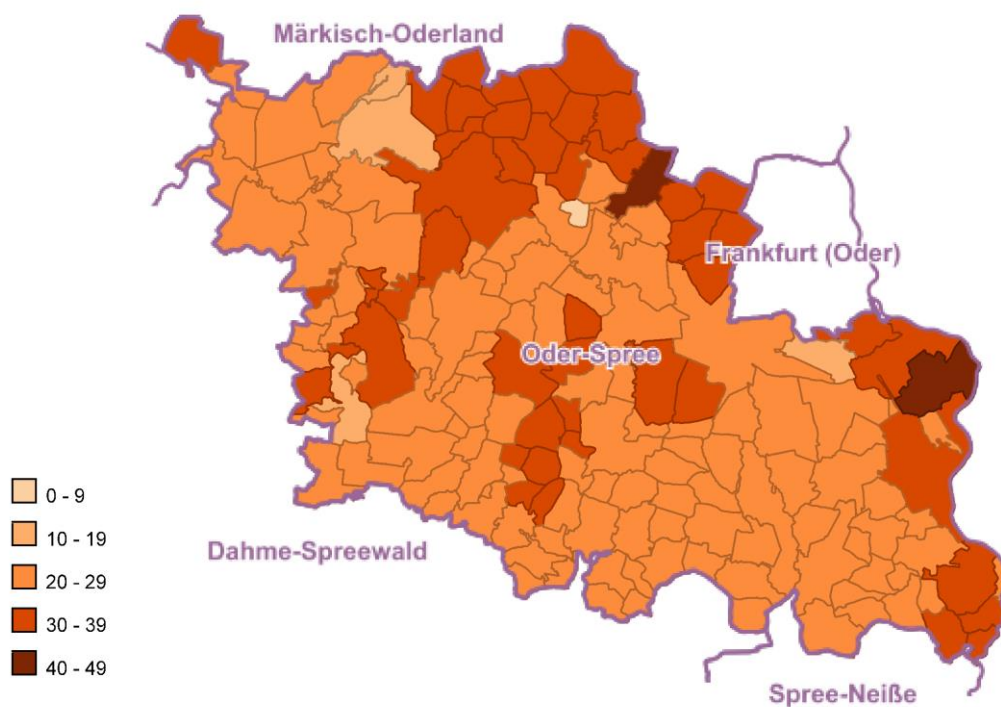 Märkisch-Oderland
Frankfurt (Oder)
Oder-Spree
Dahme-Spreewald
Spree-Neiße
0 - 9
10 - 19
20 - 29
30 - 39
40 - 49